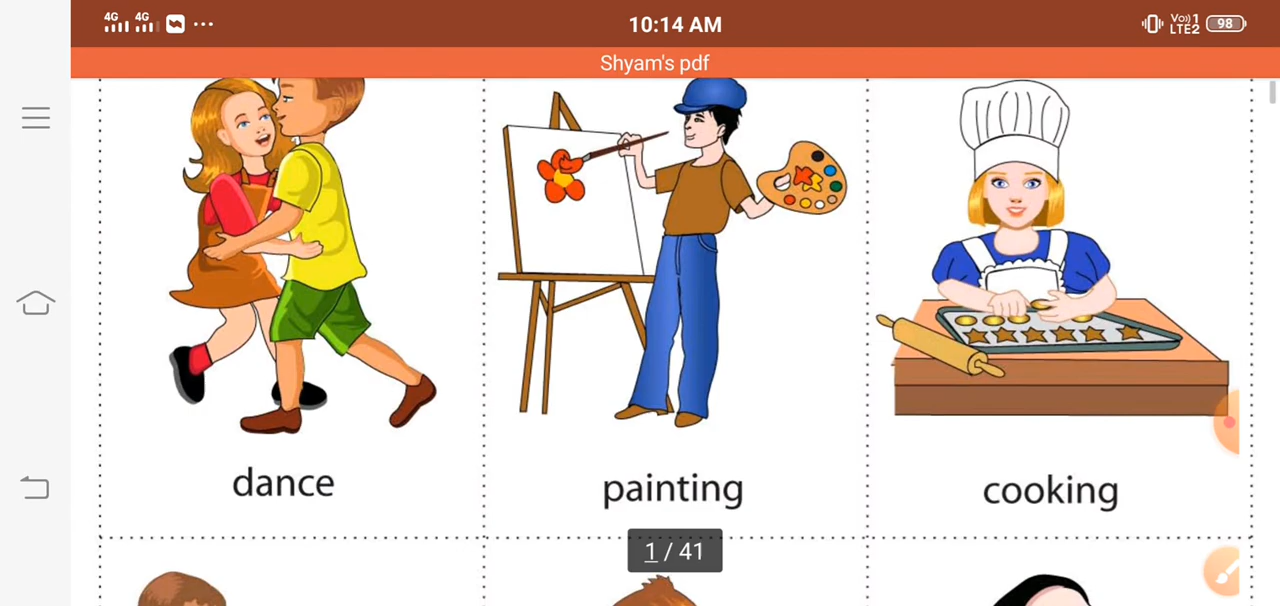 4G 4G ... 10:14 AM Vo)) 1 LTE2 98
Shyam's pdf
dance painting cooking
1 / 41